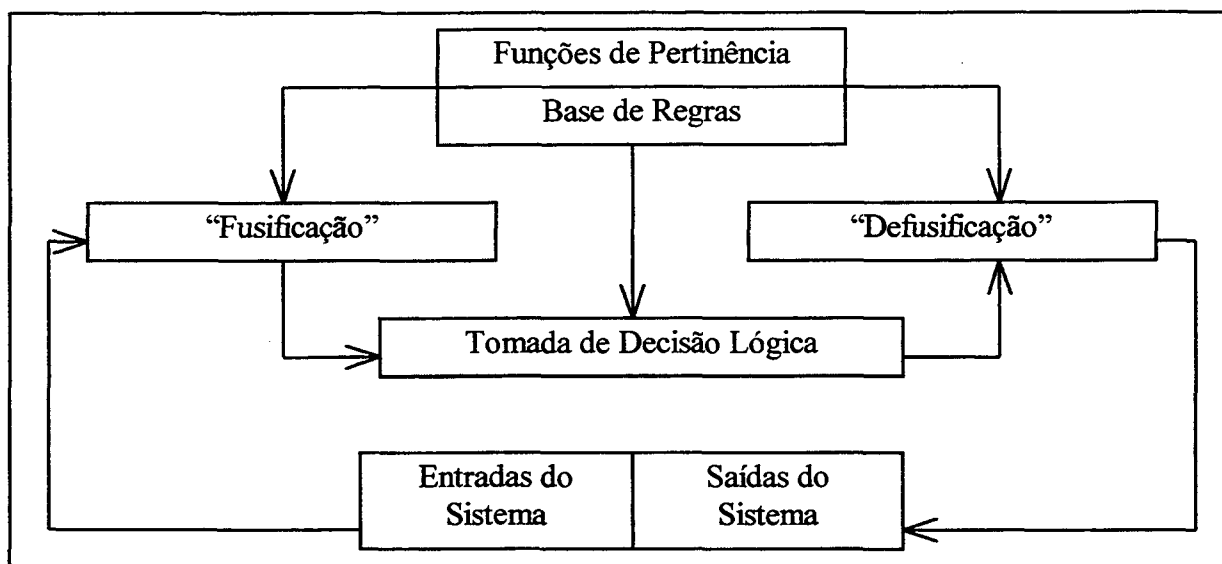 Funções de Pertinência
Base de Regras
“Fusificação”
“Defusificação”
Tomada de Decisão Lógica
Entradas do
Sistema
Saídas do
Sistema